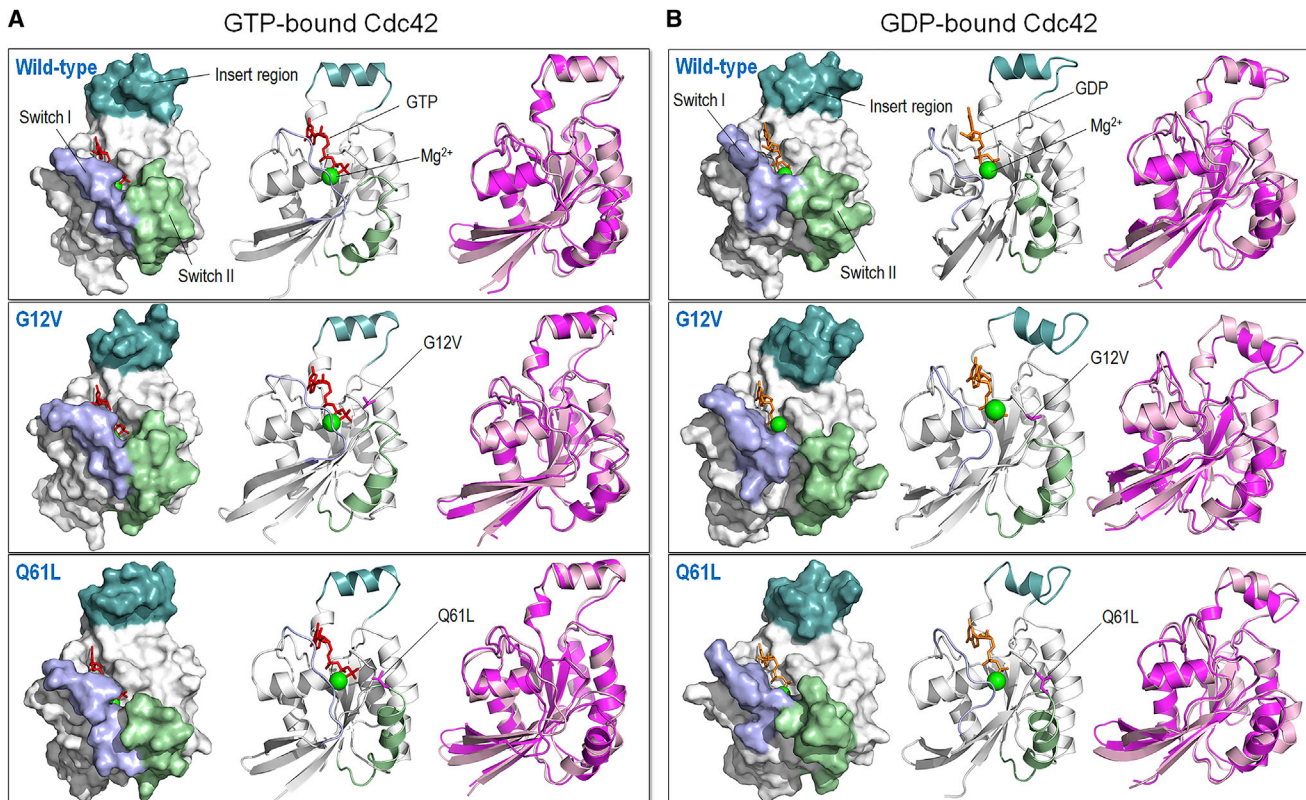 A
GTP-bound Cdc42
Wild-type
Insert region
Switch I
GTP
Mg²⁺
Switch II
G12V
G12V
Q61L
Q61L
B
GDP-bound Cdc42
Wild-type
Switch I
Insert region
GDP
Mg²⁺
Switch II
G12V
G12V
Q61L
Q61L